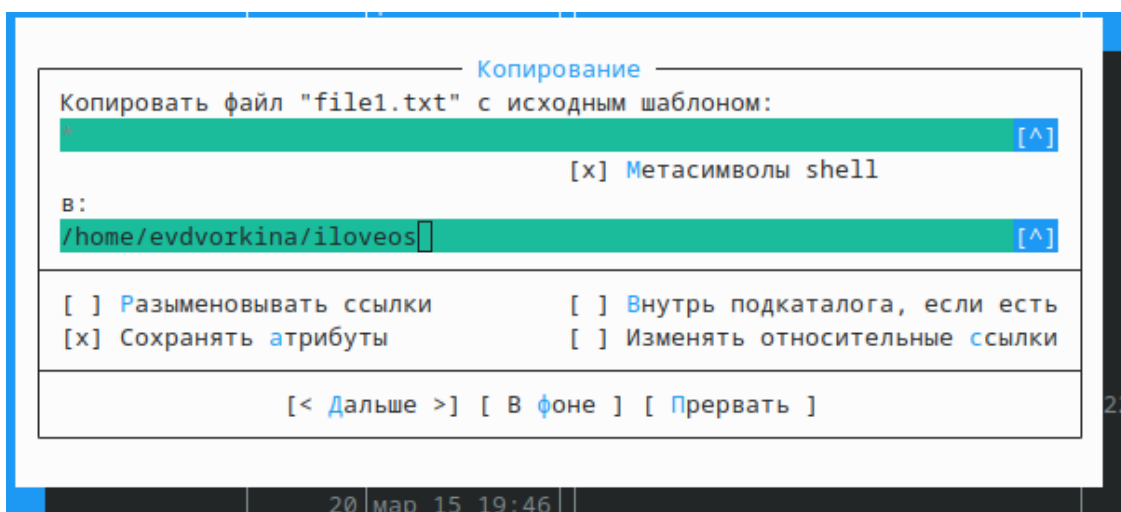 Копирование
Копировать файл "file1.txt" с исходным шаблоном:
* [^]
[x] Метасимволы shell
в:
/home/evdvorkina/iloveos [^]
[ ] Разыменовывать ссылки [ ] Внутрь подкаталога, если есть
[x] Сохранять атрибуты [ ] Изменять относительные ссылки
[< Дальше >] [ В фоне ] [ Прервать ]
20 мар 15 19:46